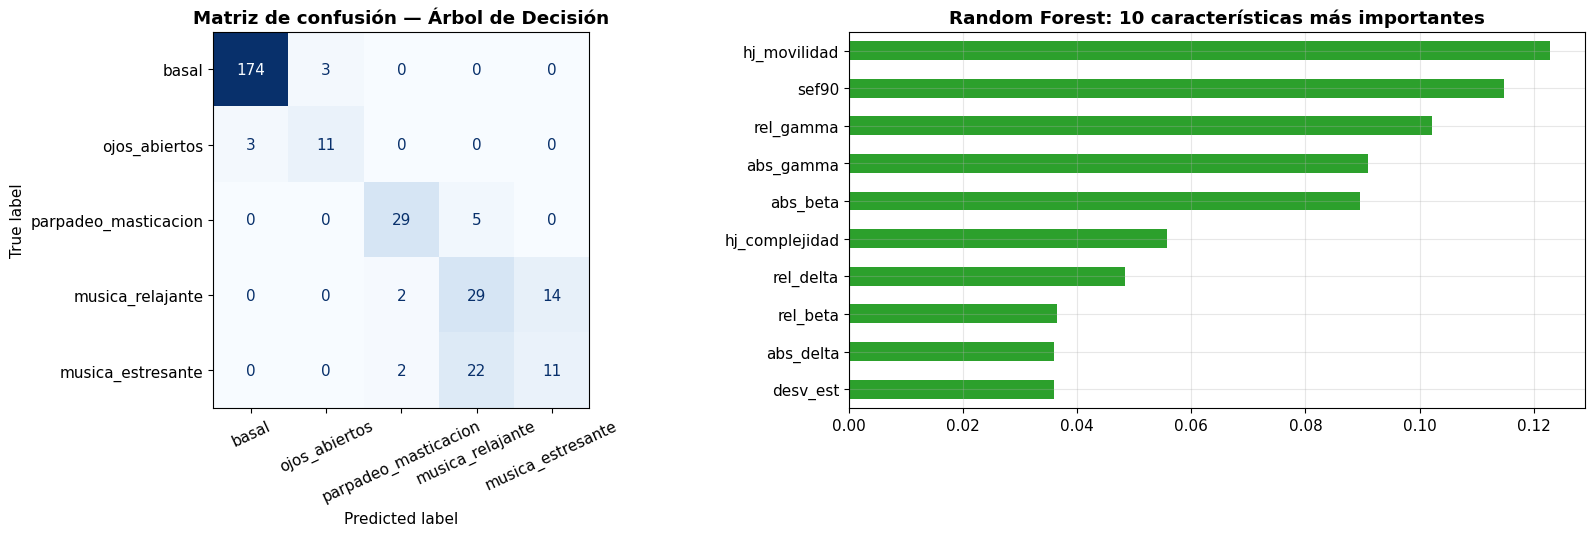 Matriz de confusión — Árbol de Decisión
True label
basal 174 3 0 0 0
ojos_abiertos 3 11 0 0 0
parpadeo_masticacion 0 0 29 5 0
musica_relajante 0 0 2 29 14
musica_estresante 0 0 2 22 11
basal ojos_abiertos parpadeo_masticacion musica_relajante musica_estresante
Predicted label
Random Forest: 10 características más importantes
hj_movilidad
sef90
rel_gamma
abs_gamma
abs_beta
hj_complejidad
rel_delta
rel_beta
abs_delta
desv_est
0.00 0.02 0.04 0.06 0.08 0.10 0.12